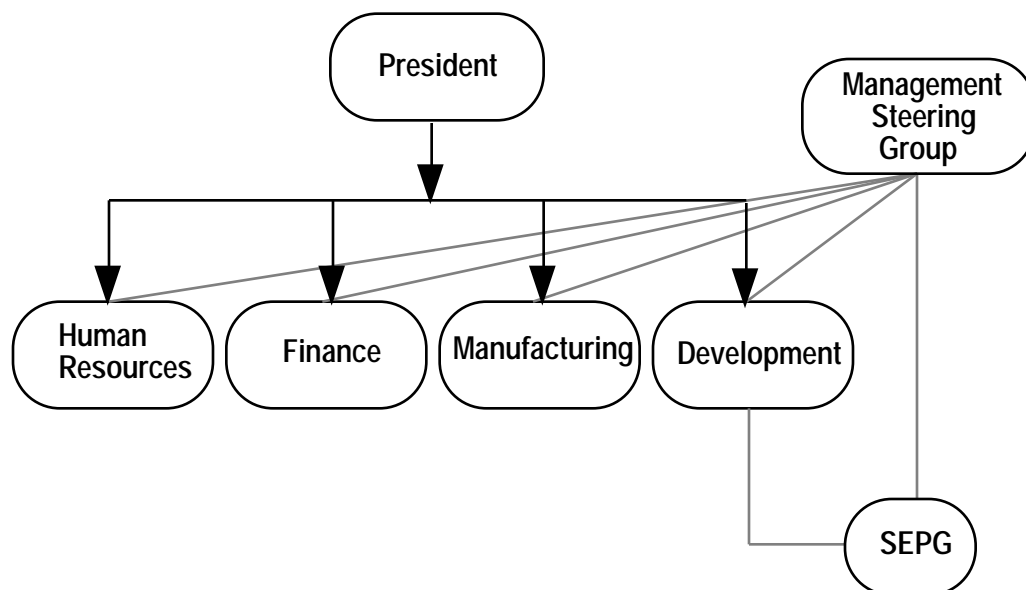 President
Management
Steering
Group
Human
Resources
Finance
Manufacturing
Development
SEPG